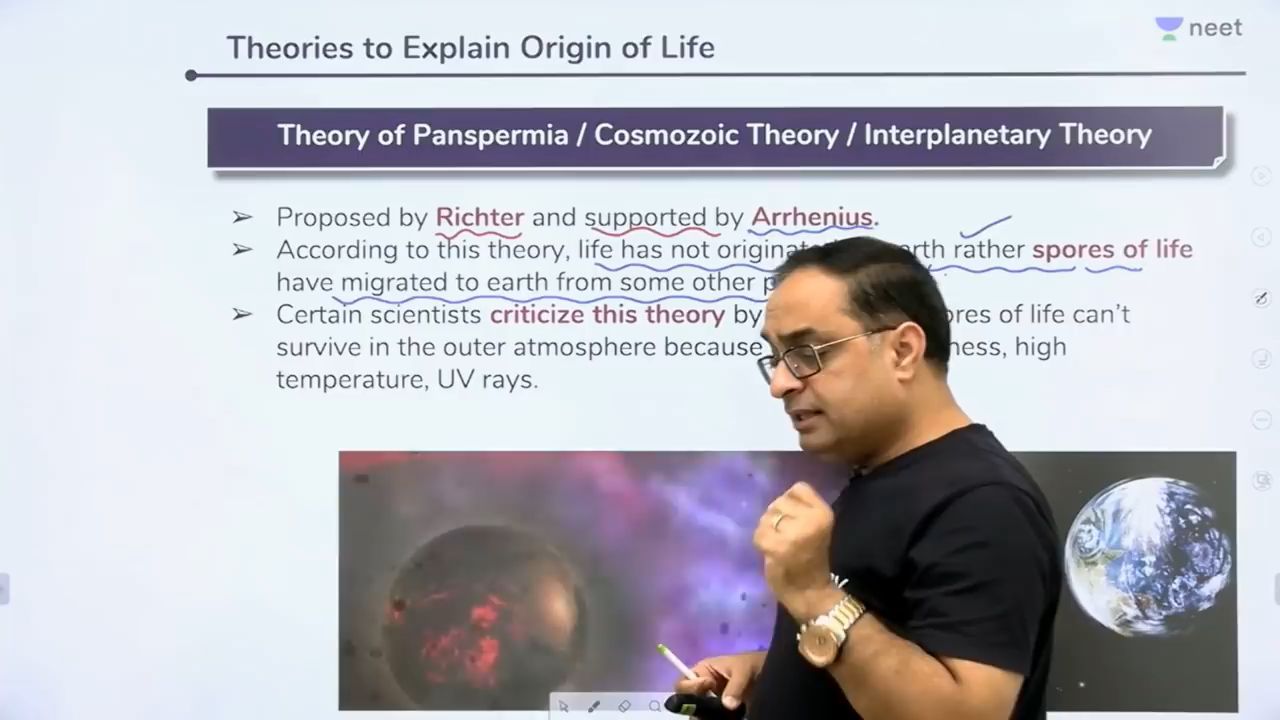 Theories to Explain Origin of Life
neet
Theory of Panspermia / Cosmozoic Theory / Interplanetary Theory
➢ Proposed by Richter and supported by Arrhenius.
➢ According to this theory, life has not rather spores of life
have migrated to earth from some other
➢ Certain scientists criticize this theory by of life can't
survive in the outer atmosphere because high
temperature, UV rays.